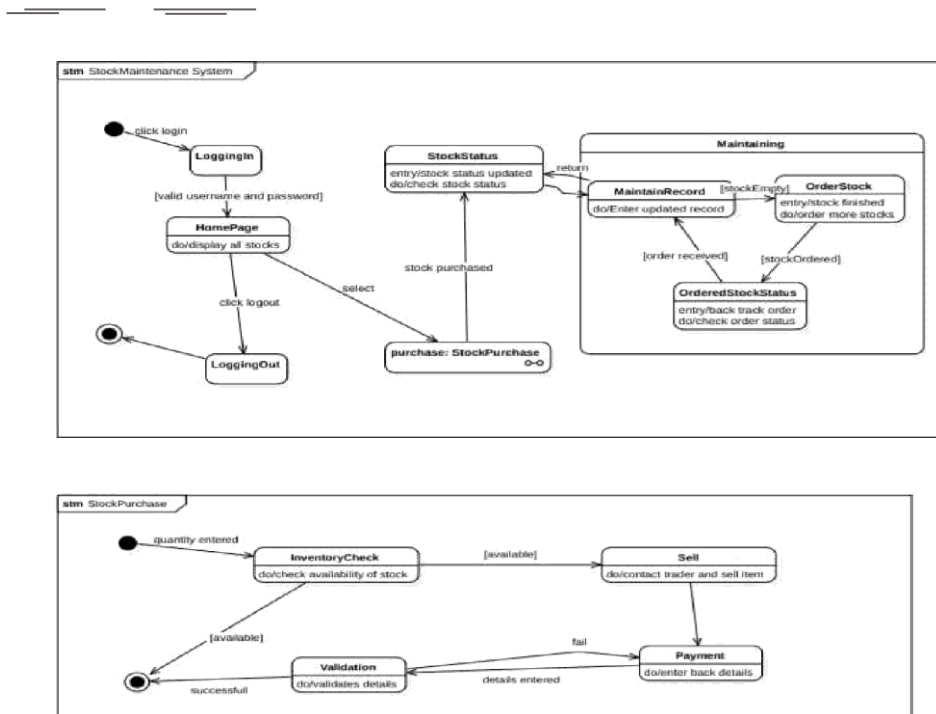 stm StockMaintenance System
click login
LoggingIn
[valid username and password]
HomePage
do/display all stocks
click logout
select
LoggingOut
StockStatus
entry/stock status updated
do/check stock status
stock purchased
purchase: StockPurchase
return
Maintaining
MaintainRecord
do/Enter updated record
[stockEmpty]
OrderStock
entry/stock finished
do/order more stocks
[order received]
[stockOrdered]
OrderedStockStatus
entry/back track order
do/check order status
stm StockPurchase
quantity entered
InventoryCheck
do/check availability of stock
[available]
Sell
do/contact trader and sell item
[available]
fail
Payment
do/enter back details
details entered
Validation
do/validates details
successfull